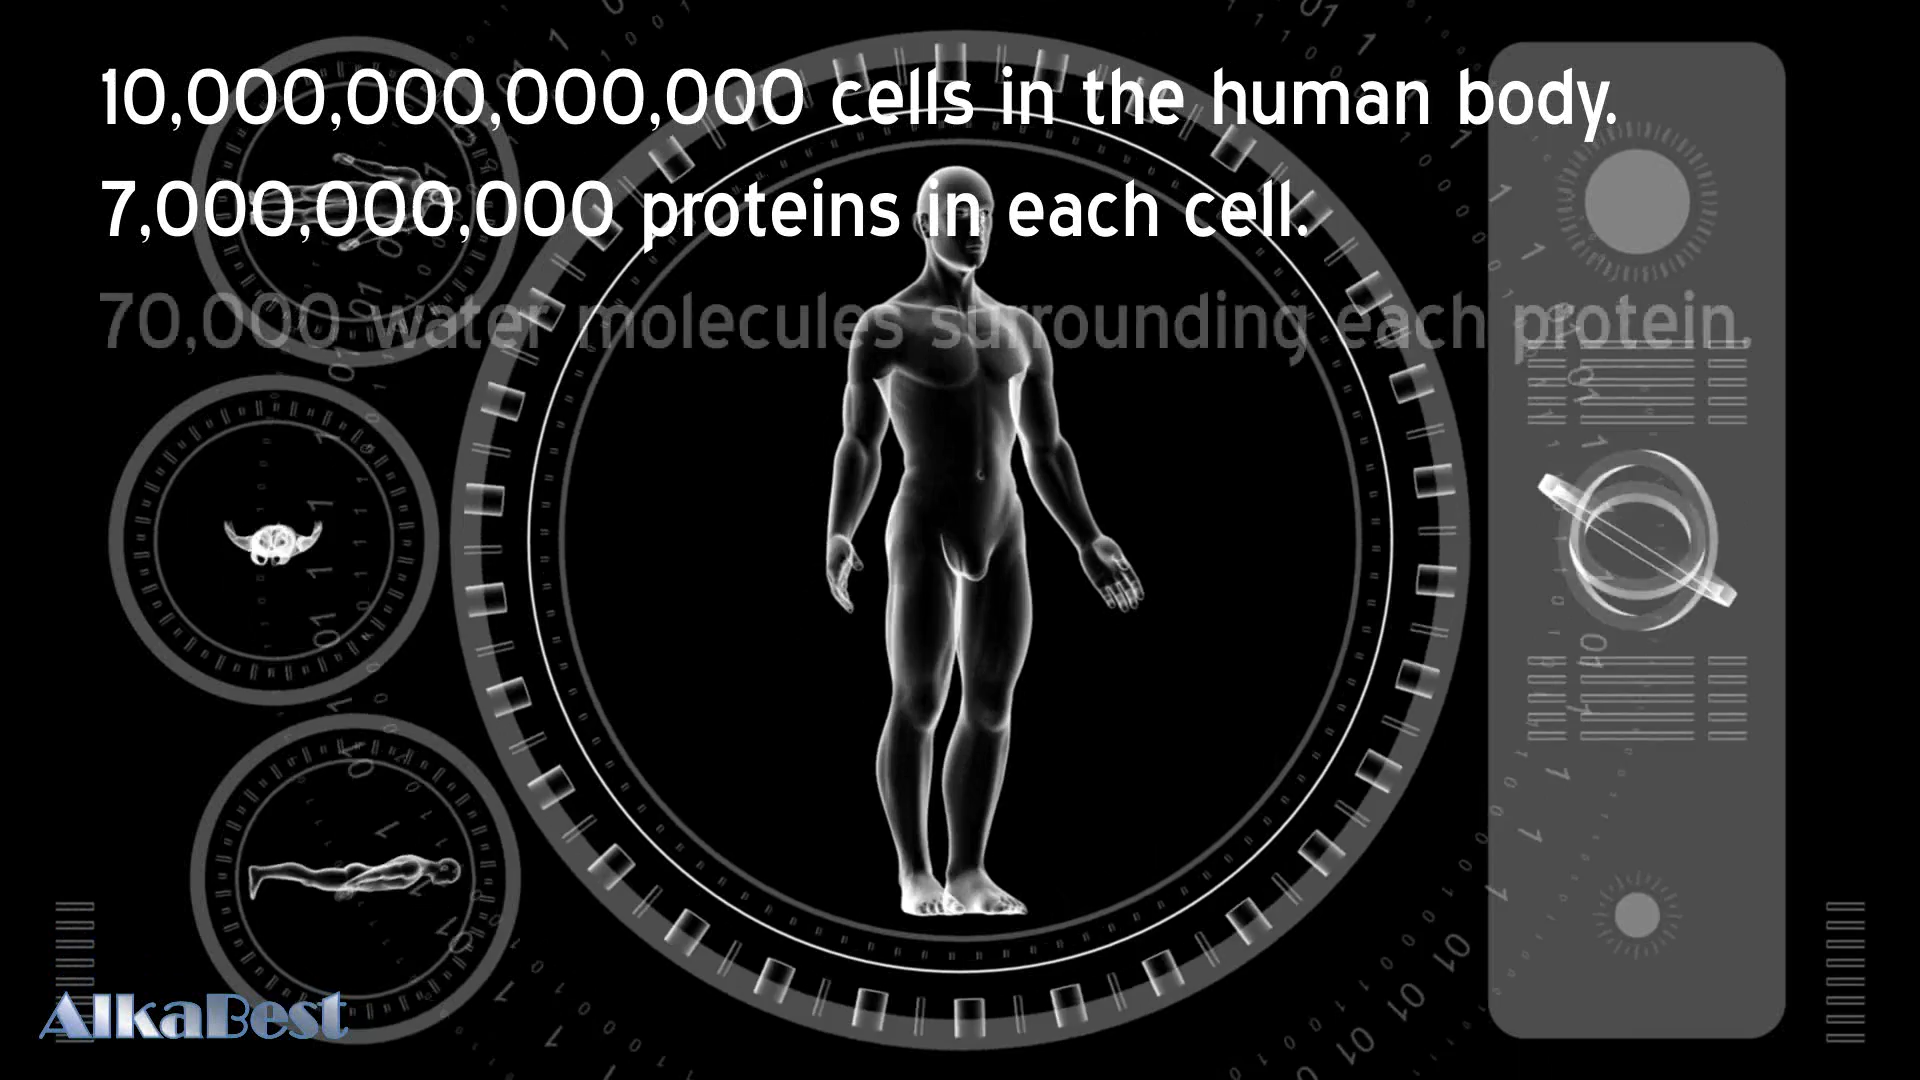 10,000,000,000,000 cells in the human body.
7,000,000,000 proteins in each cell.
70,000 water molecules surrounding each protein.
AlkaBest